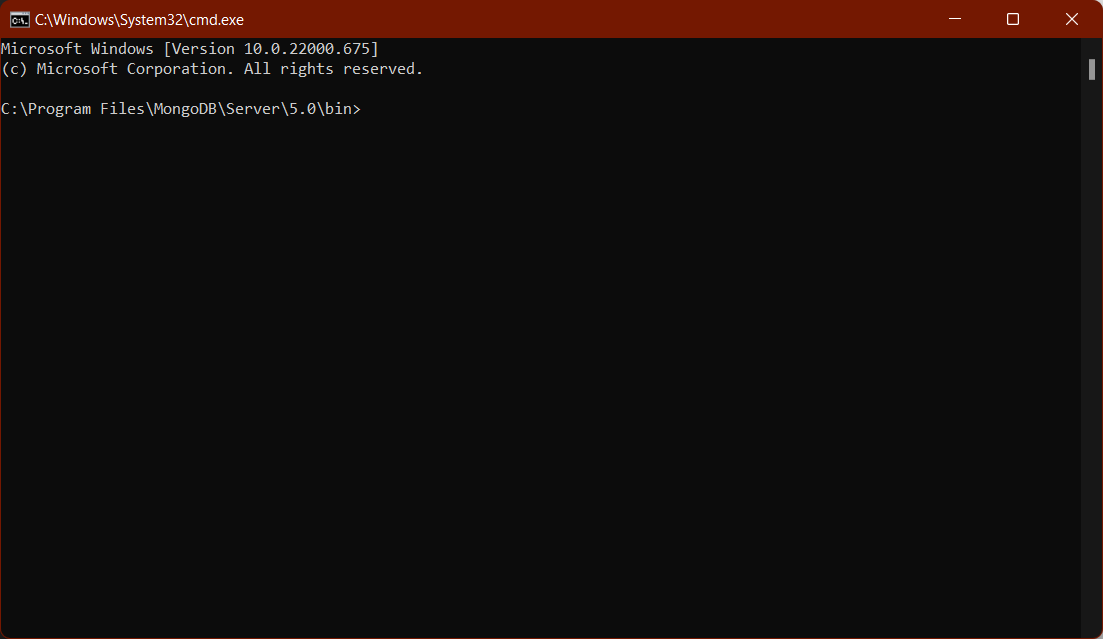 C:\Windows\System32\cmd.exe
Microsoft Windows [Version 10.0.22000.675]
(c) Microsoft Corporation. All rights reserved.
C:\Program Files\MongoDB\Server\5.0\bin>